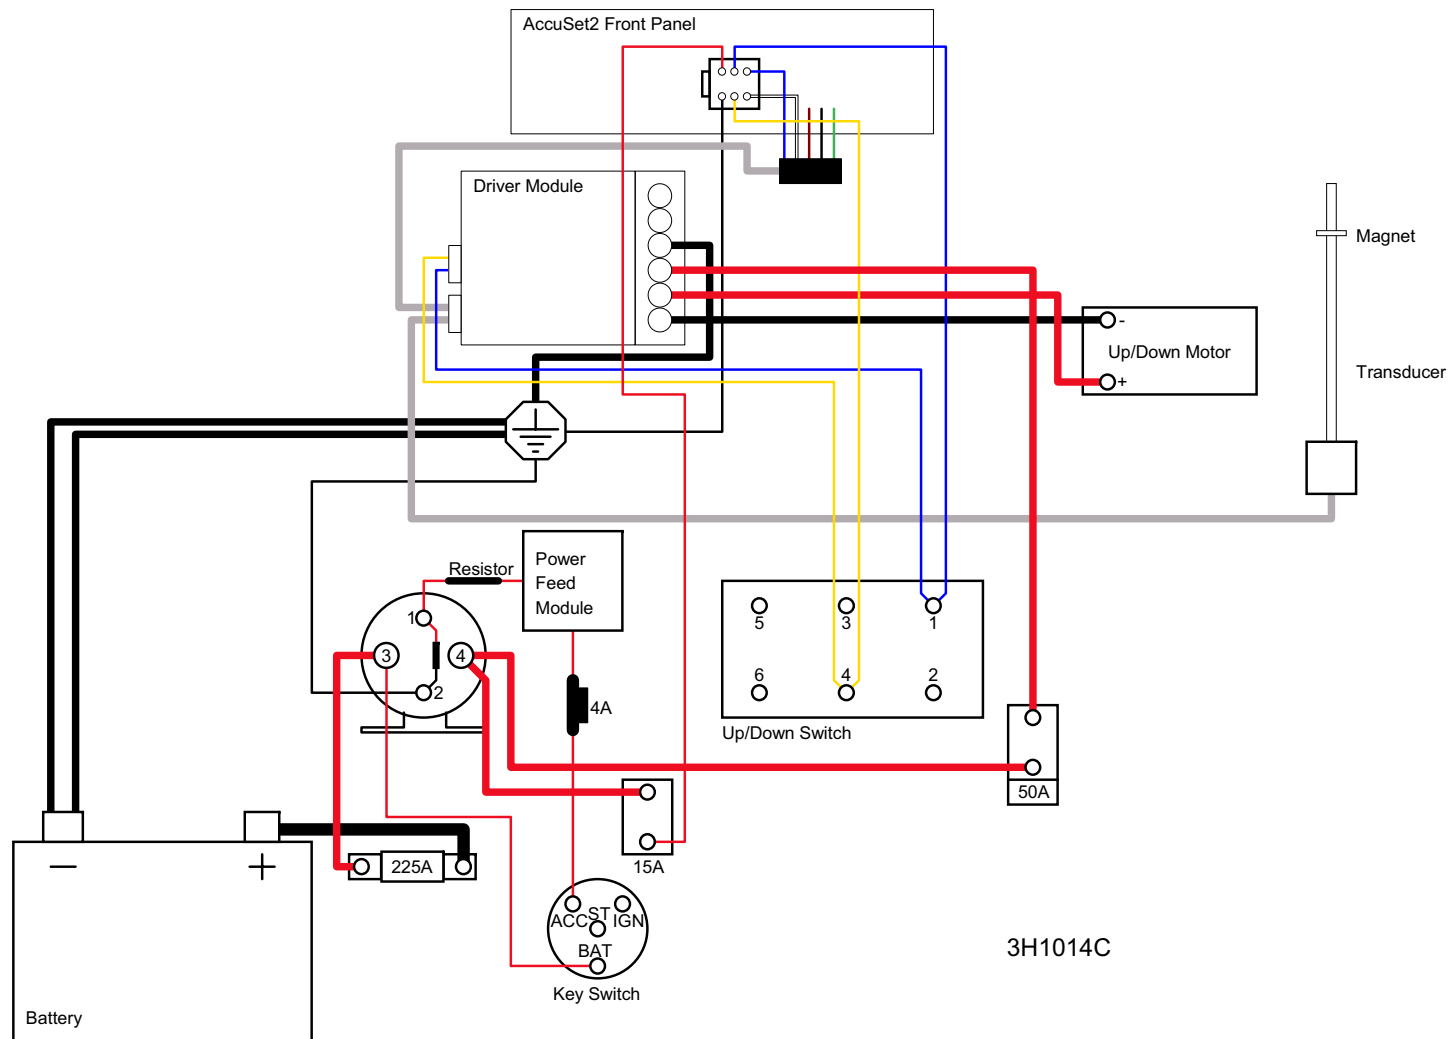 AccuSet2 Front Panel
Driver Module
Magnet
-
Up/Down Motor
+
Transducer
Resistor
Power
Feed
Module
1
3
4
2
4A
5
3
1
6
4
2
Up/Down Switch
50A
15A
225A
ACC
ST
IGN
BAT
Key Switch
3H1014C
−
+
Battery